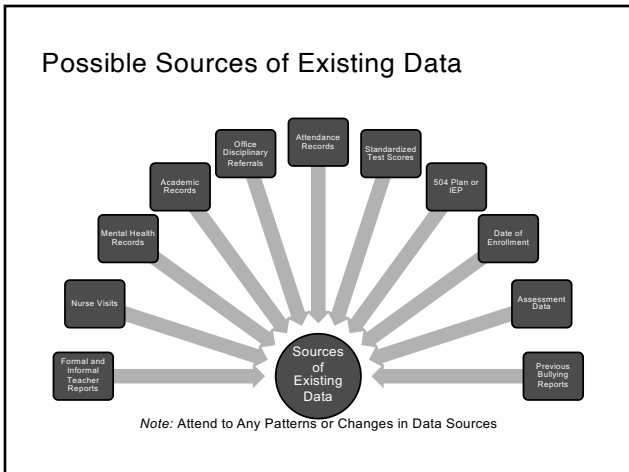 Possible Sources of Existing Data
Formal and
Informal
Teacher
Reports
Nurse Visits
Mental Health
Records
Academic
Records
Office
Disciplinary
Referrals
Attendance
Records
Standardized
Test Scores
504 Plan or
IEP
Date of
Enrollment
Assessment
Data
Previous
Bullying
Reports
Sources
of
Existing
Data
Note: Attend to Any Patterns or Changes in Data Sources